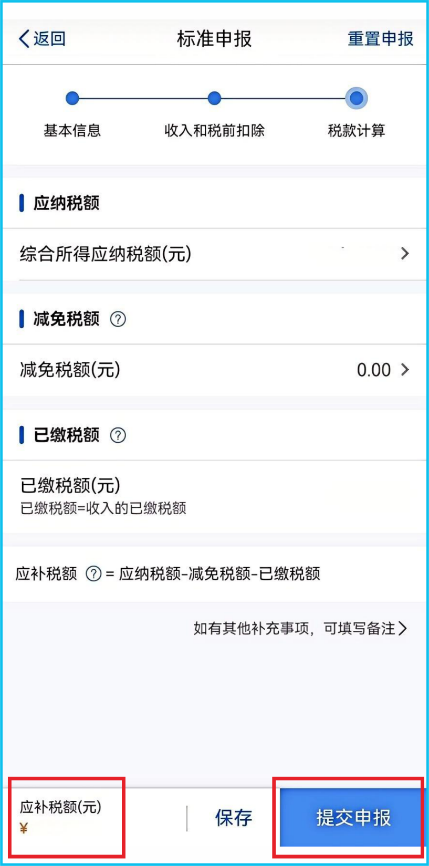 返回 标准申报 重置申报
基本信息 收入和税前扣除 税款计算
应纳税额
综合所得应纳税额(元)
减免税额 ?
减免税额(元) 0.00
已缴税额 ?
已缴税额(元)
已缴税额=收入的已缴税额
应补税额 ? = 应纳税额-减免税额-已缴税额
如有其他补充事项，可填写备注
应补税额(元)
¥
保存 提交申报